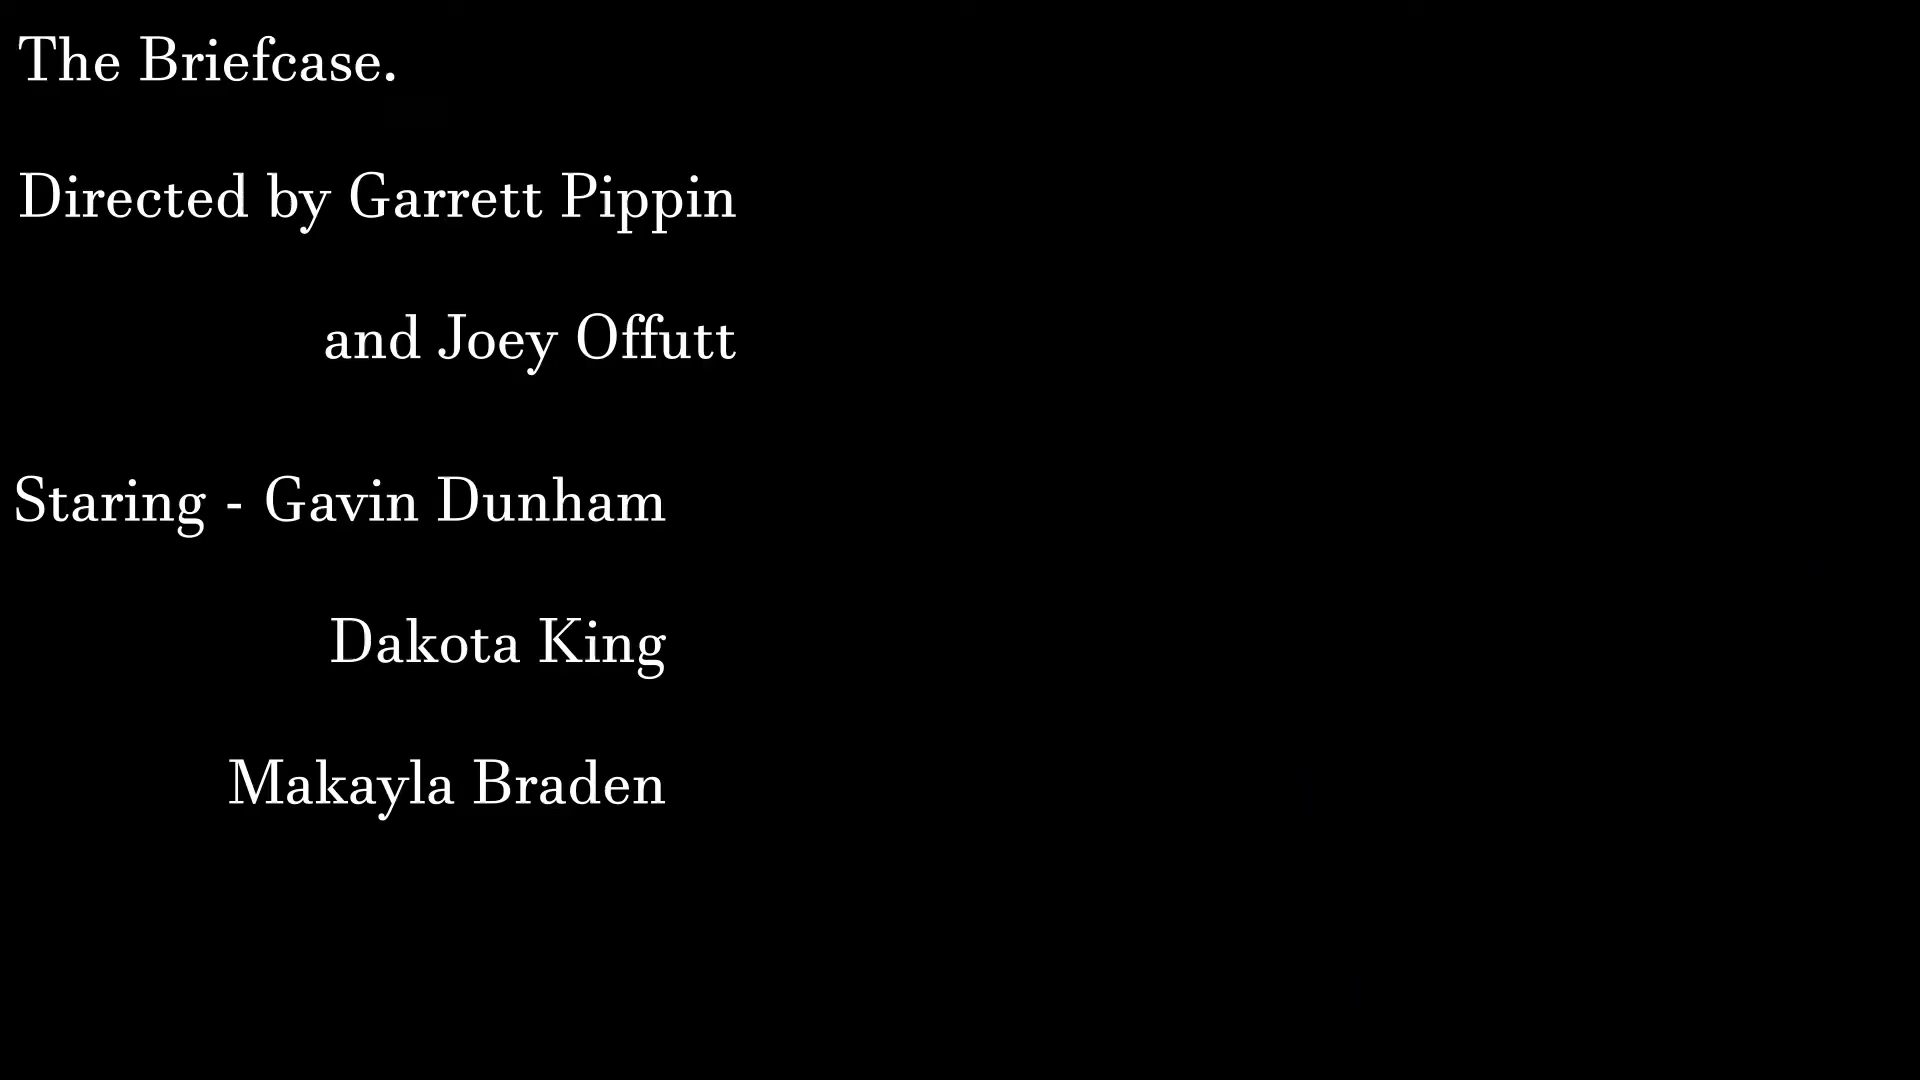 The Briefcase.
Directed by Garrett Pippin
and Joey Offutt
Staring - Gavin Dunham
Dakota King
Makayla Braden